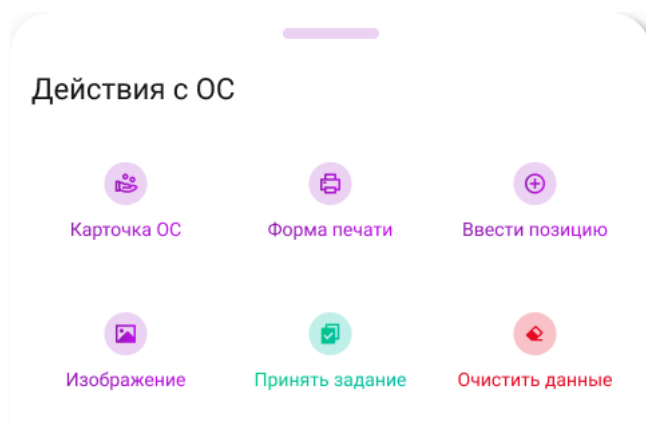 Действия с ОС
Карточка ОС
Форма печати
Ввести позицию
Изображение
Принять задание
Очистить данные